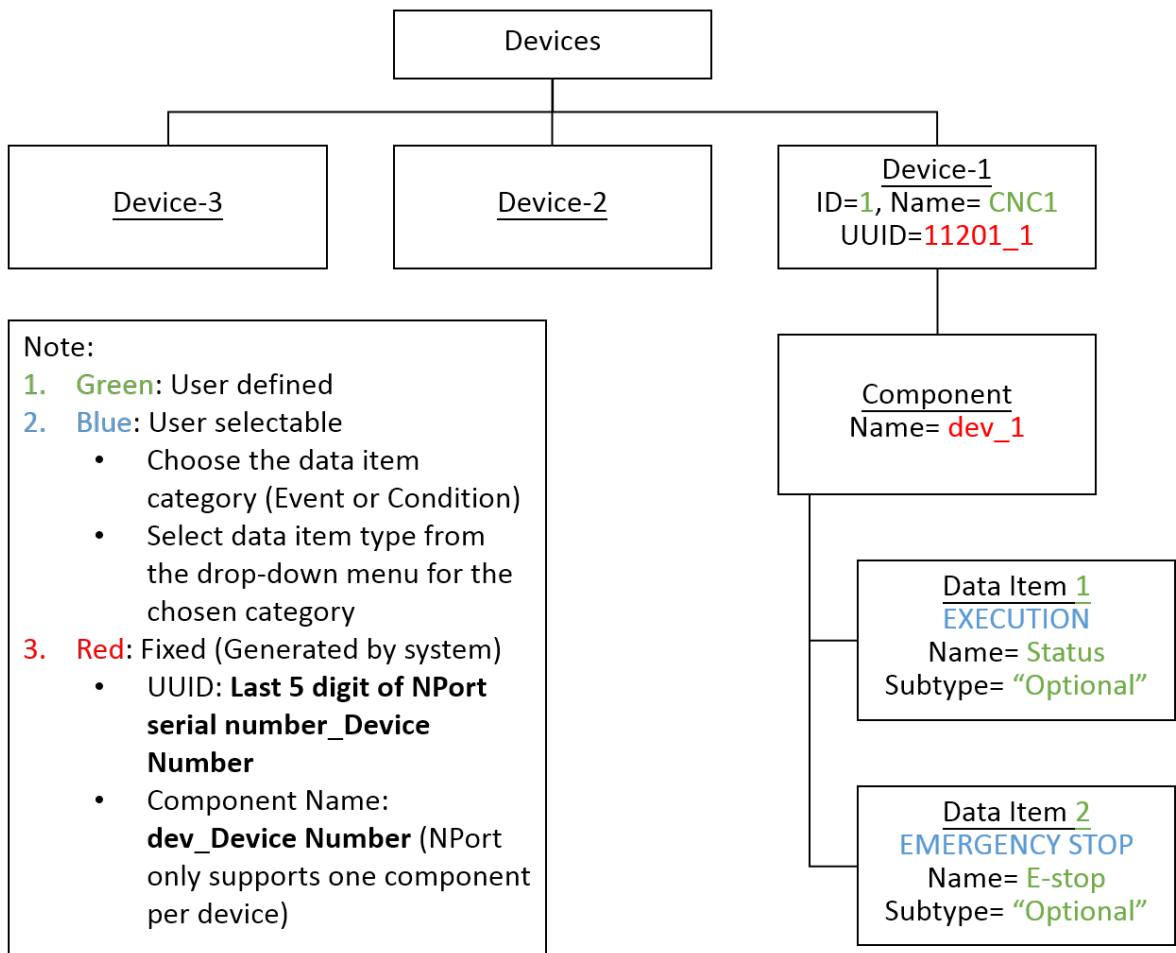 Devices
Device-3
Device-2
Device-1
ID=1, Name= CNC1
UUID=11201_1
Component
Name= dev_1
Data Item 1
EXECUTION
Name= Status
Subtype= “Optional”
Data Item 2
EMERGENCY STOP
Name= E-stop
Subtype= “Optional”
Note:
1. Green: User defined
2. Blue: User selectable
• Choose the data item
category (Event or Condition)
• Select data item type from
the drop-down menu for the
chosen category
3. Red: Fixed (Generated by system)
• UUID: Last 5 digit of NPort
serial number_Device
Number
• Component Name:
dev_Device Number (NPort
only supports one component
per device)